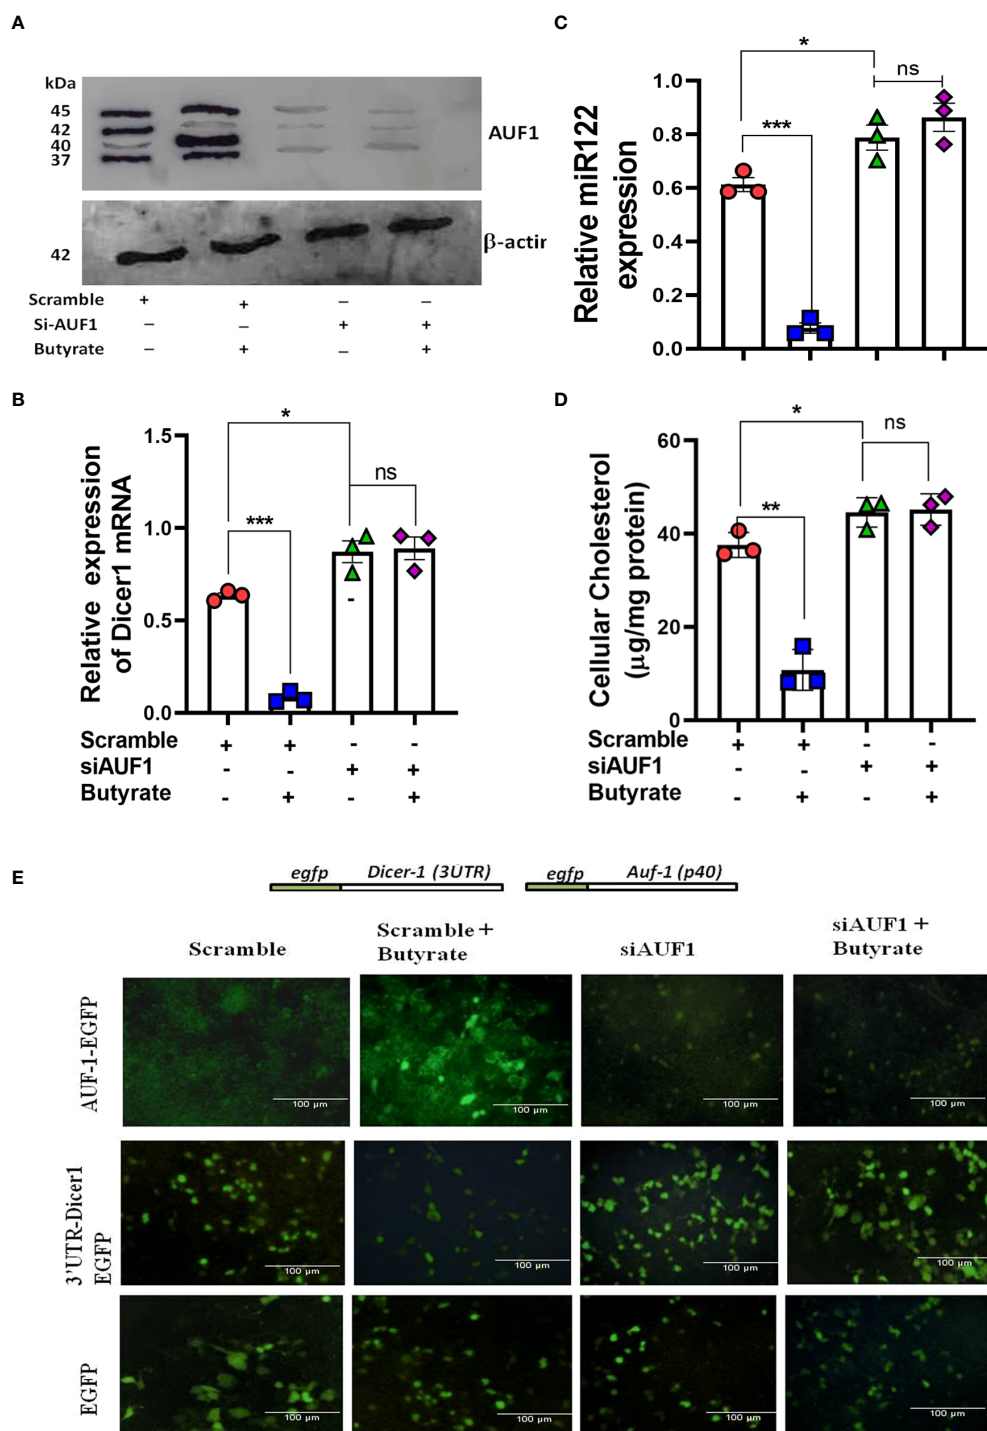 A
kDa
45
42
40
37
AUF1
42
β-actir
Scramble + + – –
Si-AUF1 – – + +
Butyrate – + – +
B
Relative expression
of Dicer1 mRNA
1.5
1.0
0.5
0.0
*
***
ns
-
Scramble + + - -
siAUF1 - - + +
Butyrate - + - +
C
Relative miR122
expression
1.0
0.8
0.6
0.4
0.2
0.0
*
***
ns
D
Cellular Cholesterol
(μg/mg protein)
60
40
20
0
*
**
ns
Scramble + + - -
siAUF1 - - + +
Butyrate - + - +
E
egfp Dicer-1 (3UTR) egfp Auf-1 (p40)
Scramble
Scramble +
Butyrate
siAUF1
siAUF1 +
Butyrate
AUF-1-EGFP
100 μm
100 μm
100 μm
100 μm
3'UTR-Dicer1
EGFP
100 μm
100 μm
100 μm
100 μm
EGFP
100 μm
100 μm
100 μm
100 μm